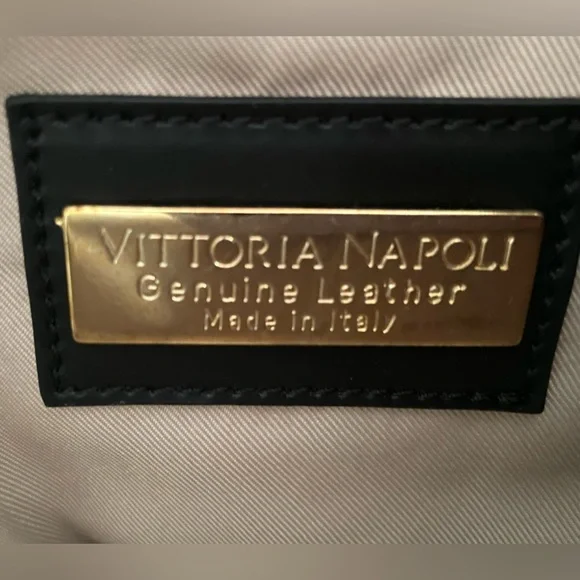 VITTORIA NAPOLI
Genuine Leather
Made in Italy